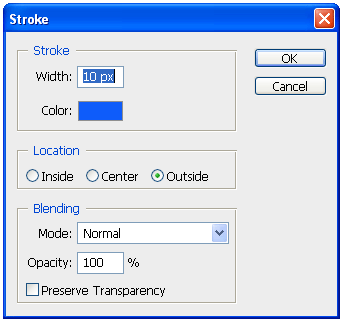 Stroke
Stroke
Width: 10 px
OK
Color:
Cancel
Location
Inside Center Outside
Blending
Mode: Normal
Opacity: 100 %
Preserve Transparency